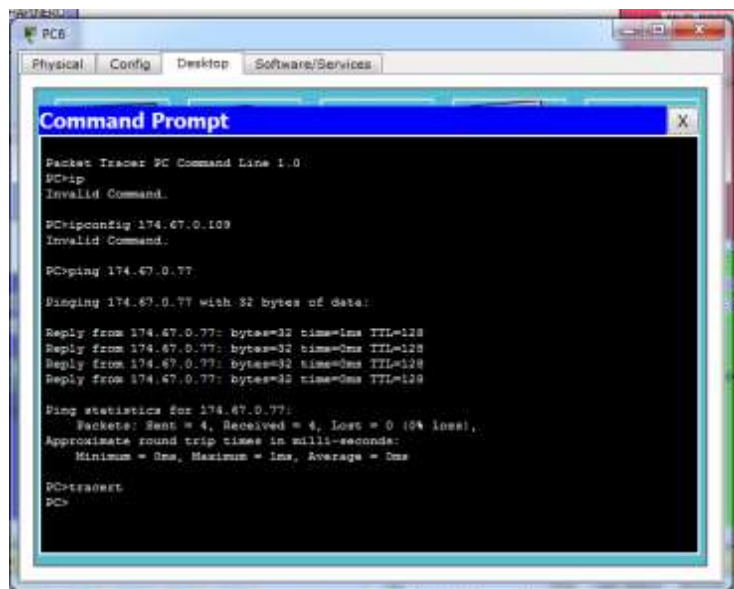 PC6
Physical Config Desktop Software/Services
Command Prompt
X
Packet Tracer PC Command Line 1.0
PC>ip
Invalid Command.
PC>ipconfig 174.67.0.109
Invalid Command.
PC>ping 174.67.0.77
Pinging 174.67.0.77 with 32 bytes of data:
Reply from 174.67.0.77: bytes=32 time=1ms TTL=128
Reply from 174.67.0.77: bytes=32 time=0ms TTL=128
Reply from 174.67.0.77: bytes=32 time=0ms TTL=128
Reply from 174.67.0.77: bytes=32 time=0ms TTL=128
Ping statistics for 174.67.0.77:
Packets: Sent = 4, Received = 4, Lost = 0 (0% loss),
Approximate round trip times in milli-seconds:
Minimum = 0ms, Maximum = 1ms, Average = 0ms
PC>tracert
PC>